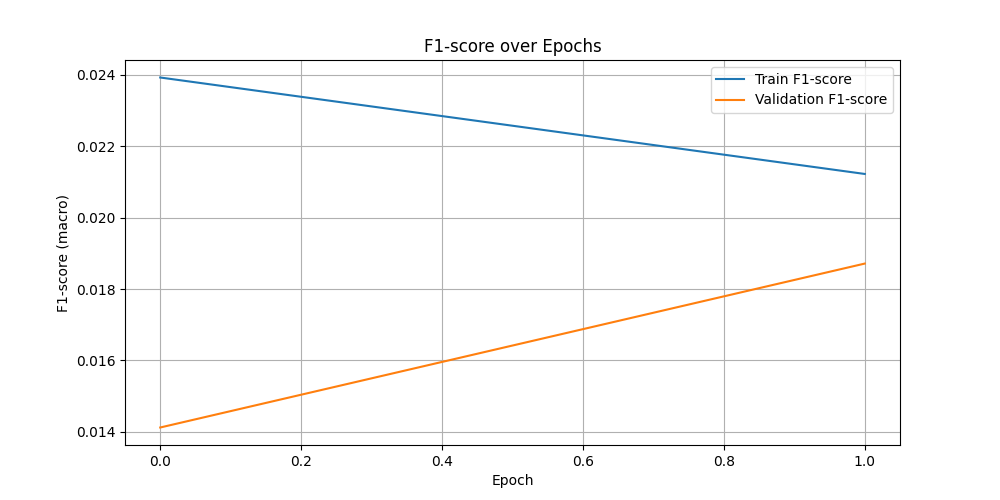 F1-score over Epochs
Train F1-score
Validation F1-score
F1-score (macro)
0.024
0.022
0.020
0.018
0.016
0.014
0.0 0.2 0.4 0.6 0.8 1.0
Epoch